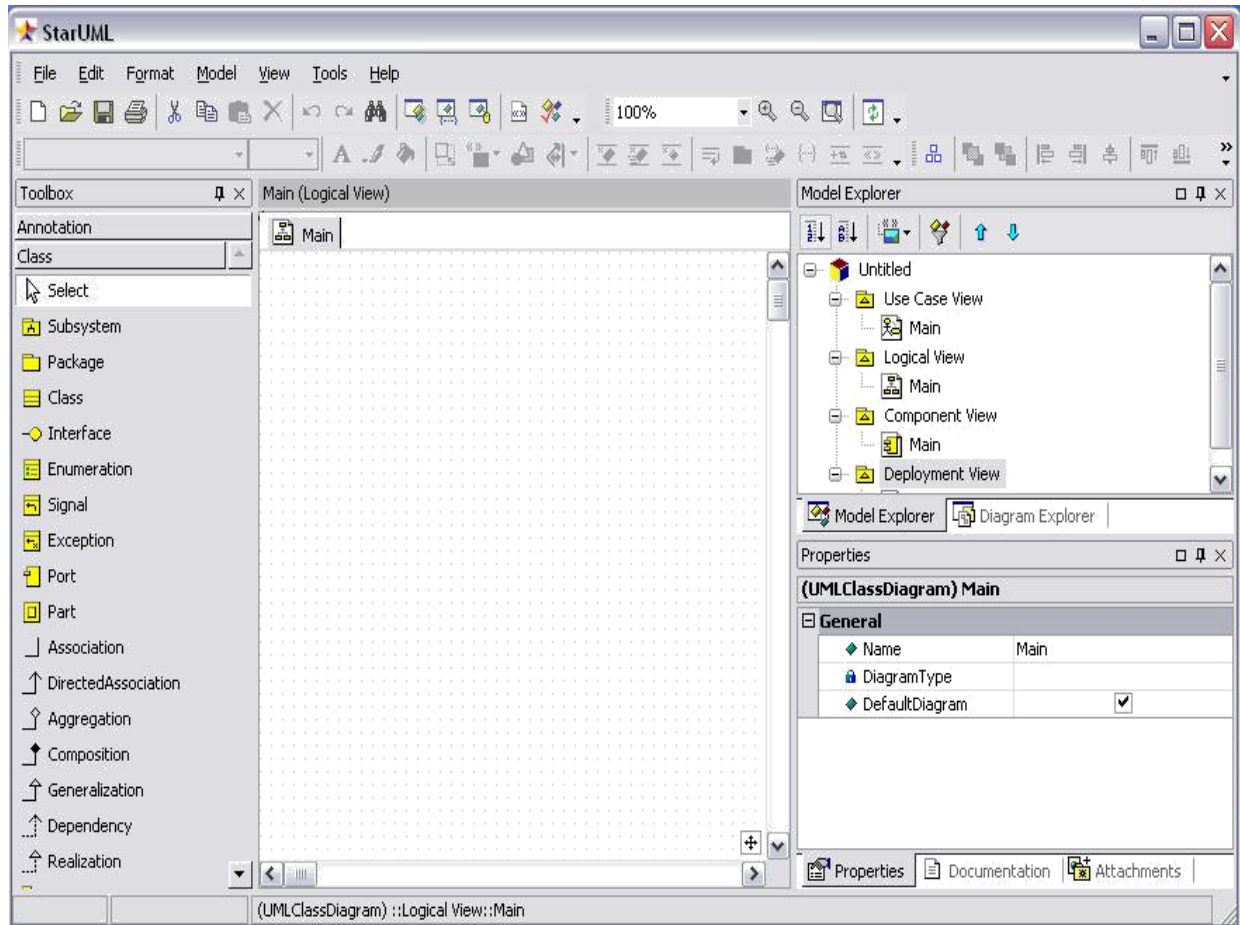 StarUML
File Edit Format Model View Tools Help
100%
Toolbox
Annotation
Class
Select
Subsystem
Package
Class
Interface
Enumeration
Signal
Exception
Port
Part
Association
DirectedAssociation
Aggregation
Composition
Generalization
Dependency
Realization
Main (Logical View)
Main
Model Explorer
Untitled
Use Case View
Main
Logical View
Main
Component View
Main
Deployment View
Model Explorer Diagram Explorer
Properties
(UMLClassDiagram) Main
General
Name Main
DiagramType
DefaultDiagram
Properties Documentation Attachments
(UMLClassDiagram) ::Logical View::Main